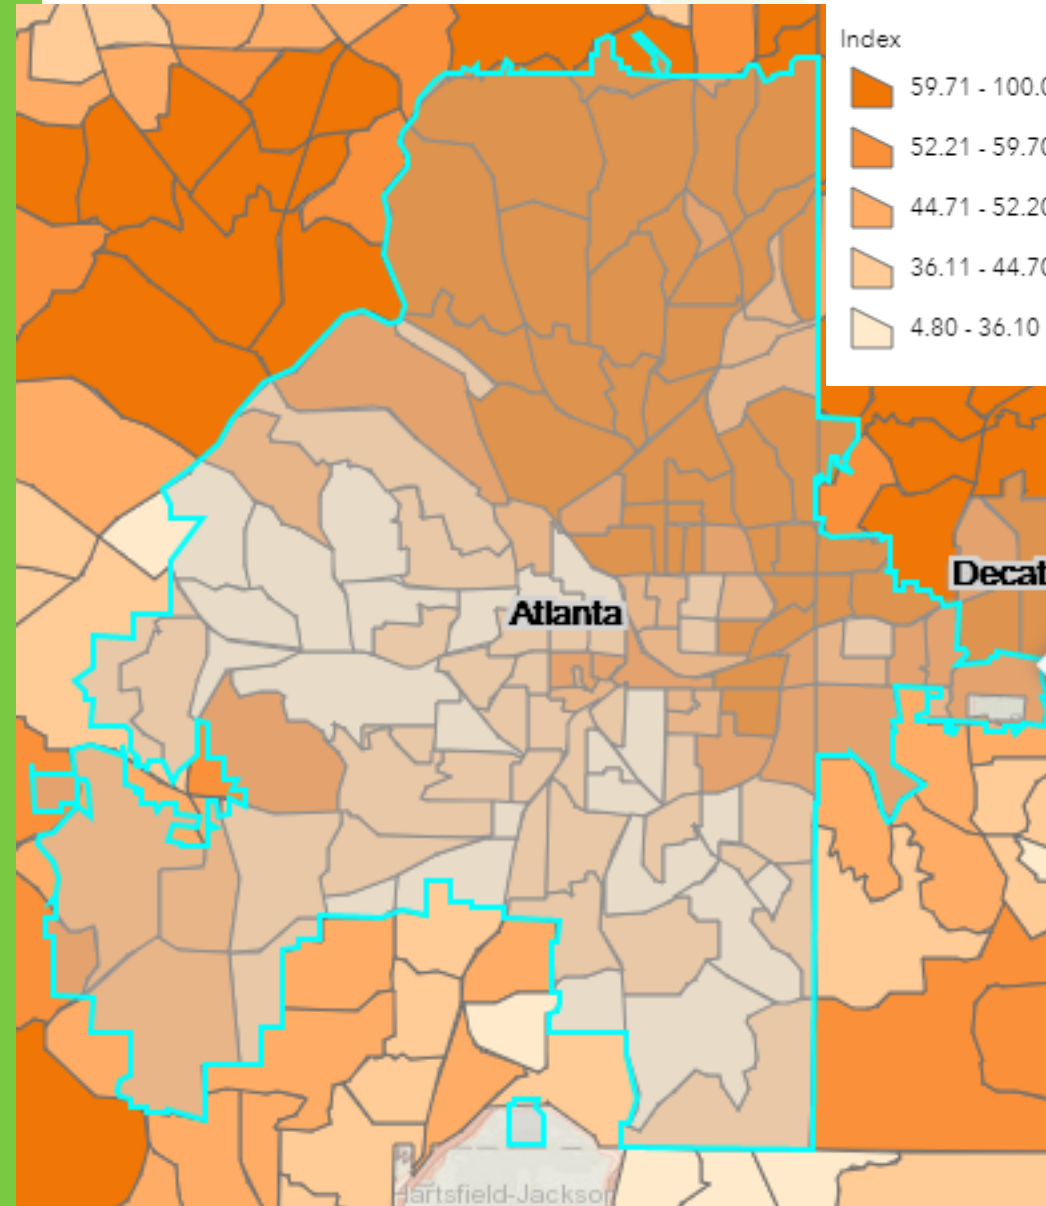 Index
59.71 - 100.0
52.21 - 59.70
44.71 - 52.20
36.11 - 44.70
4.80 - 36.10
Decat
Atlanta
Hartsfield-Jackson